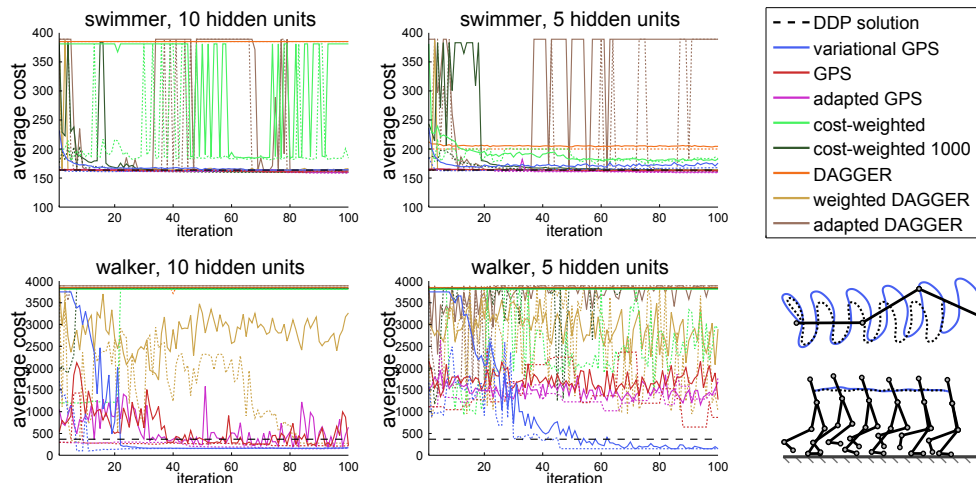 swimmer, 10 hidden units
400
350
300
250
200
150
100
average cost
20
40
60
80
100
iteration
swimmer, 5 hidden units
400
350
300
250
200
150
100
average cost
20
40
60
80
100
iteration
DDP solution
variational GPS
GPS
adapted GPS
cost-weighted
cost-weighted 1000
DAGGER
weighted DAGGER
adapted DAGGER
walker, 10 hidden units
4000
3500
3000
2500
2000
1500
1000
500
0
average cost
20
40
60
80
100
iteration
walker, 5 hidden units
4000
3500
3000
2500
2000
1500
1000
500
0
average cost
20
40
60
80
100
iteration